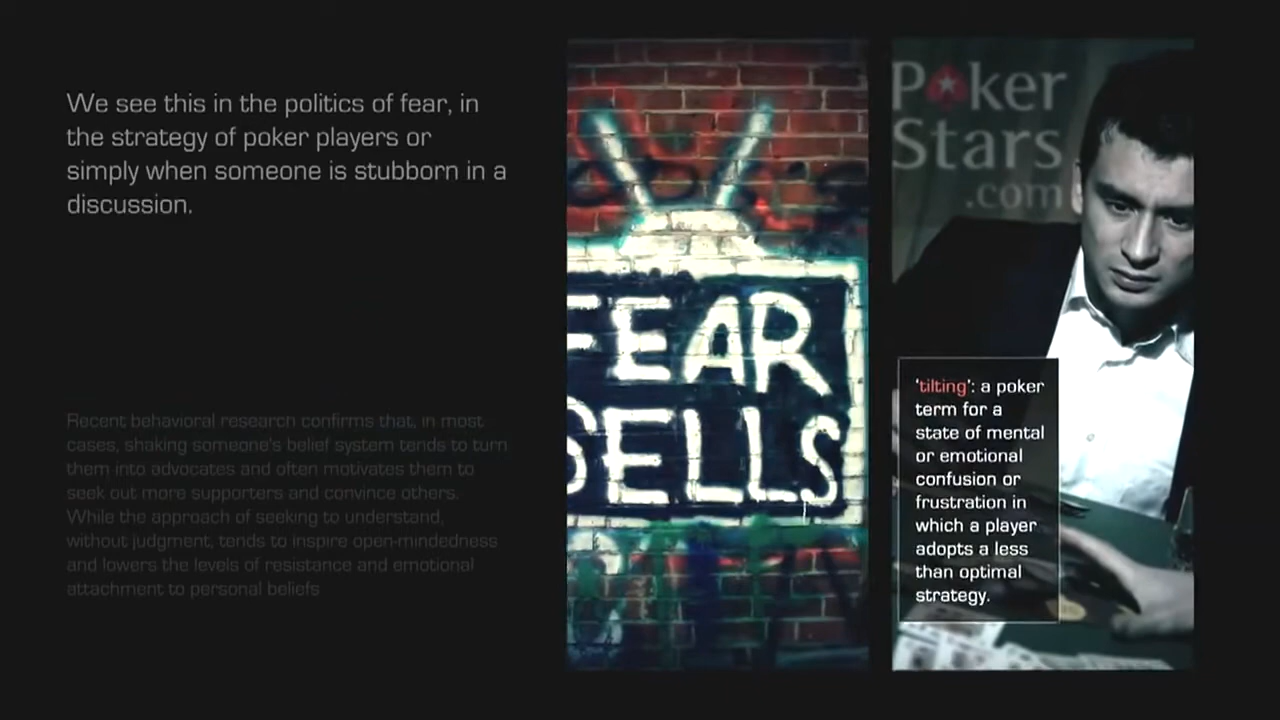 We see this in the politics of fear, in
the strategy of poker players or
simply when someone is stubborn in a
discussion.
Recent behavioral research confirms that, in most
cases, shaking someone's belief system tends to turn
them into advocates and often motivates them to
seek out more supporters and convince others.
While the approach of seeking to understand,
without judgment, tends to inspire open-mindedness
and lowers the levels of resistance and emotional
attachment to personal beliefs
FEAR
SELLS
Poker
Stars
.com
'tilting': a poker
term for a
state of mental
or emotional
confusion or
frustration in
which a player
adopts a less
than optimal
strategy.